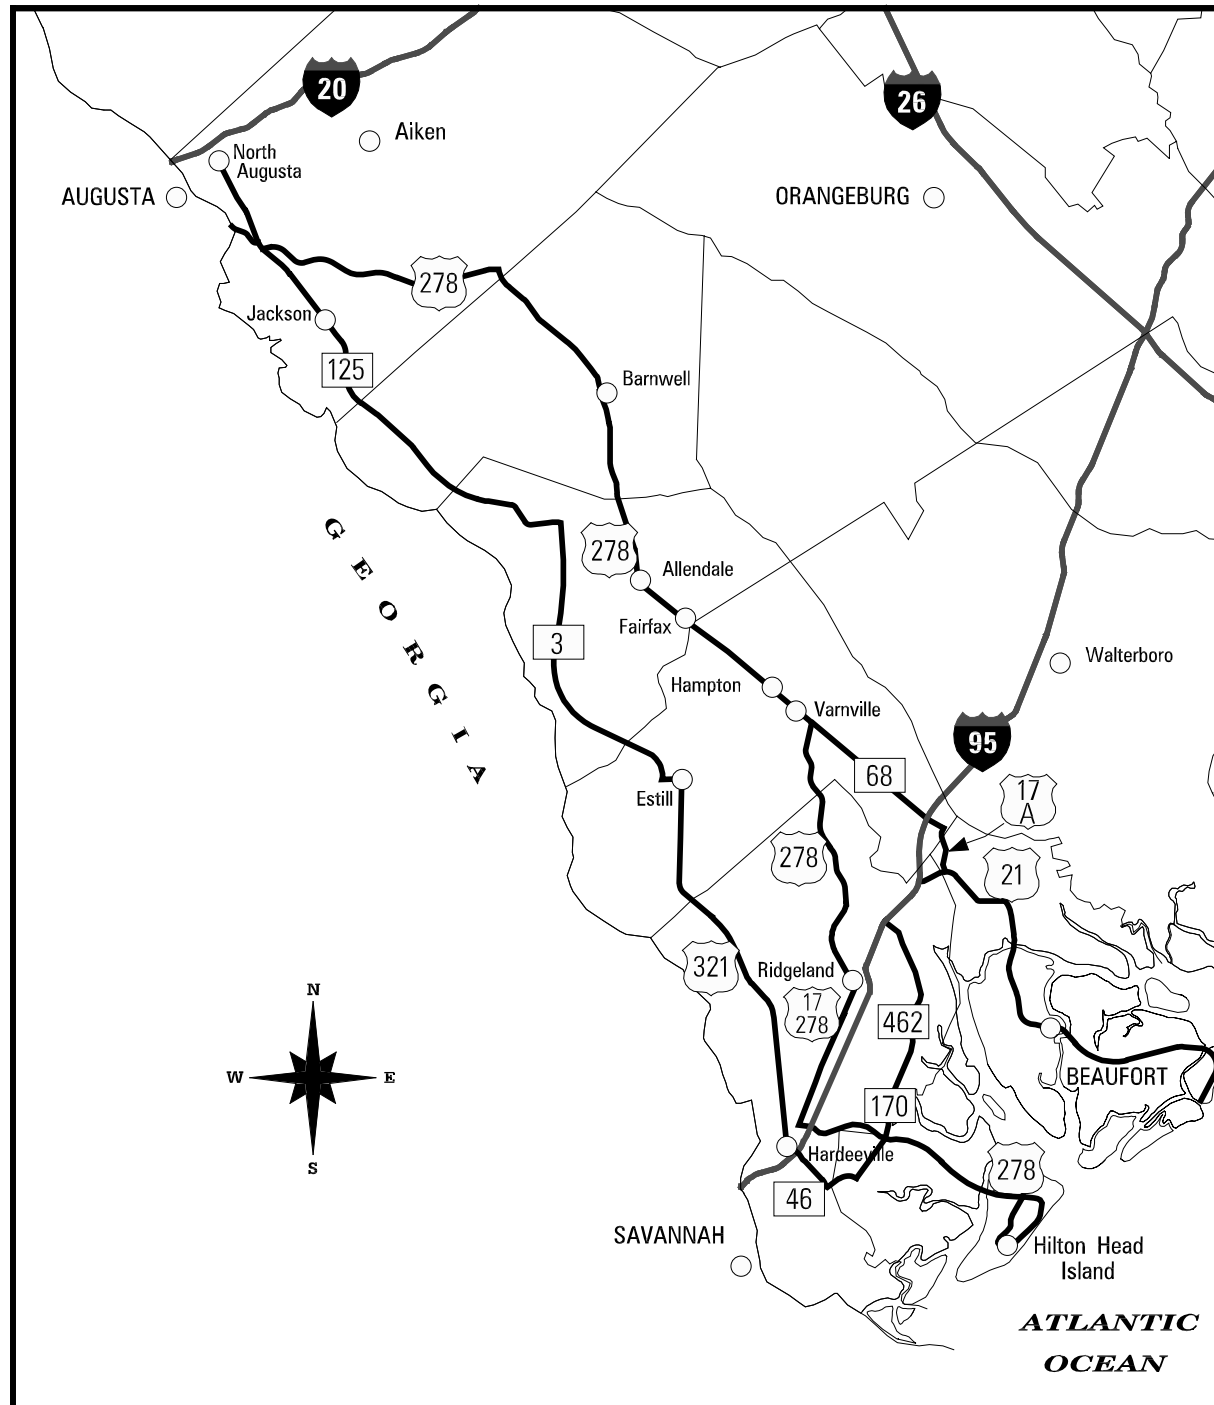 20
26
Aiken
North
Augusta
AUGUSTA
ORANGEBURG
278
Jackson
125
Barnwell
GEORGIA
278
Allendale
Fairfax
3
Walterboro
Hampton
Varnville
95
68
Estill
17
A
278
21
321
Ridgeland
17
278
462
N
W
E
S
BEAUFORT
170
Hardeeville
278
46
SAVANNAH
Hilton Head
Island
ATLANTIC
OCEAN